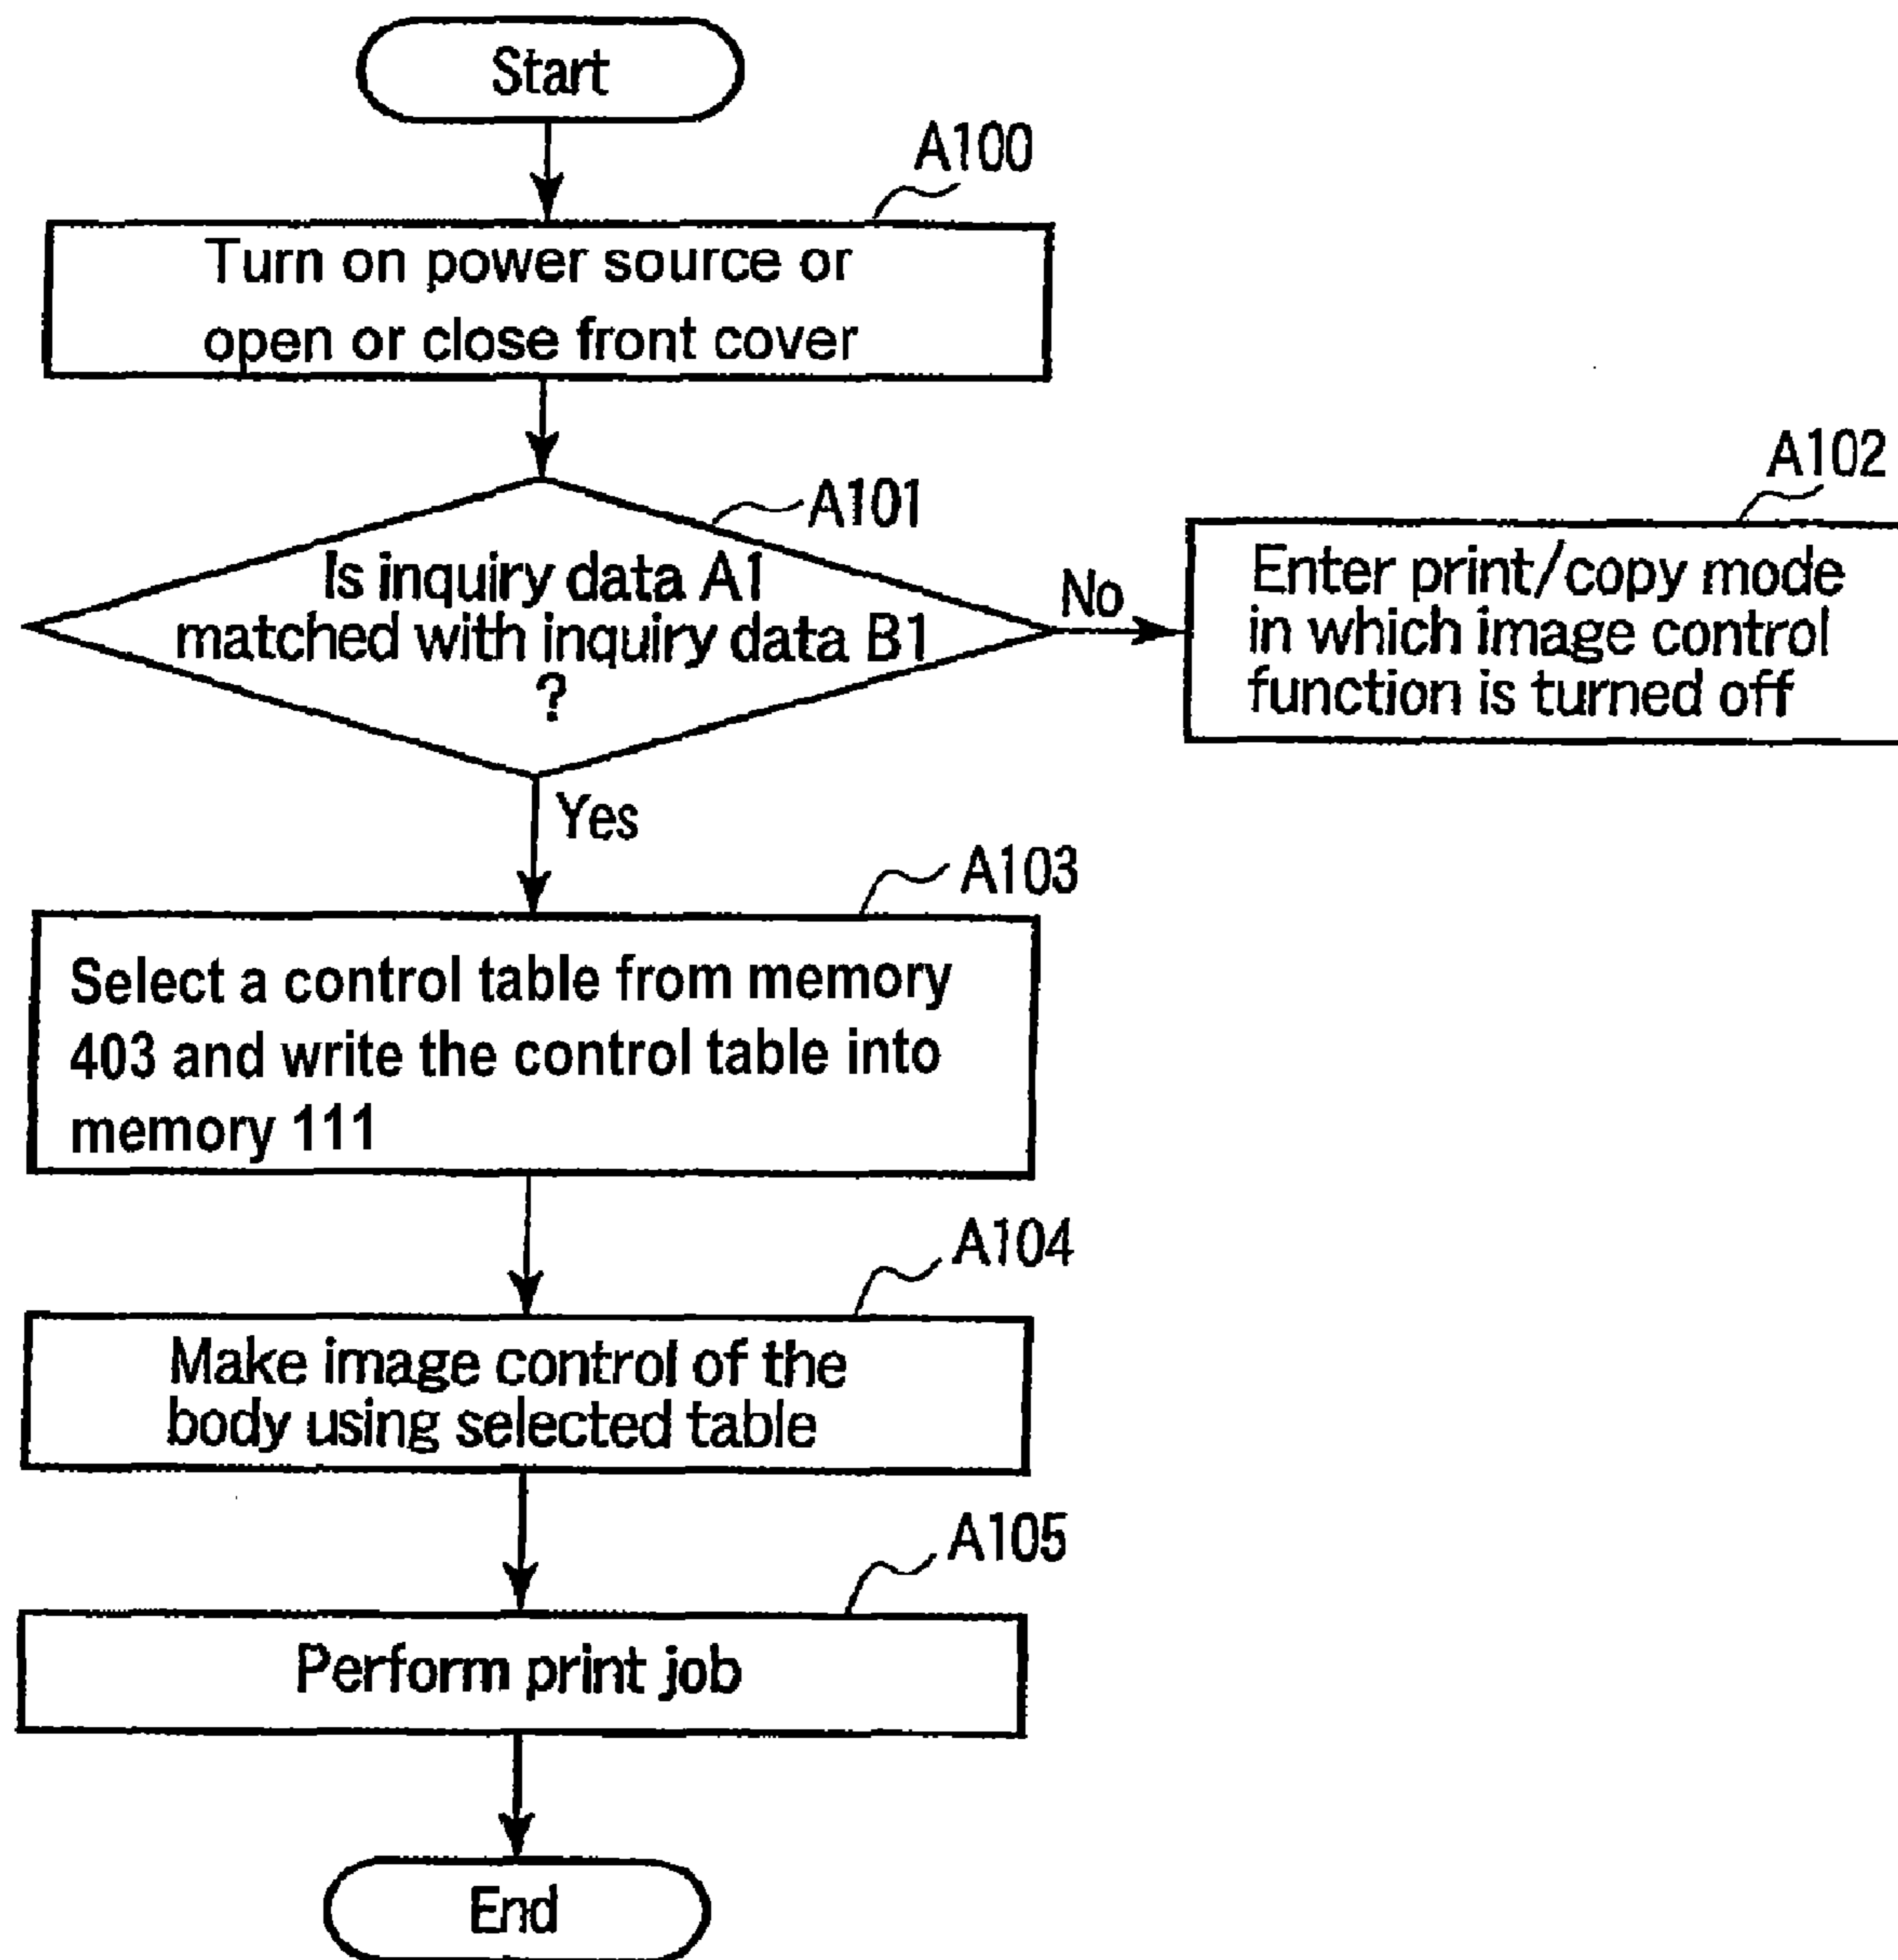 Start
A100
Turn on power source or
open or close front cover
A101
Is inquiry data A1
matched with inquiry data B1
?
No
A102
Enter print/copy mode
in which image control
function is turned off
Yes
A103
Select a control table from memory
403 and write the control table into
memory 111
A104
Make image control of the
body using selected table
A105
Perform print job
End